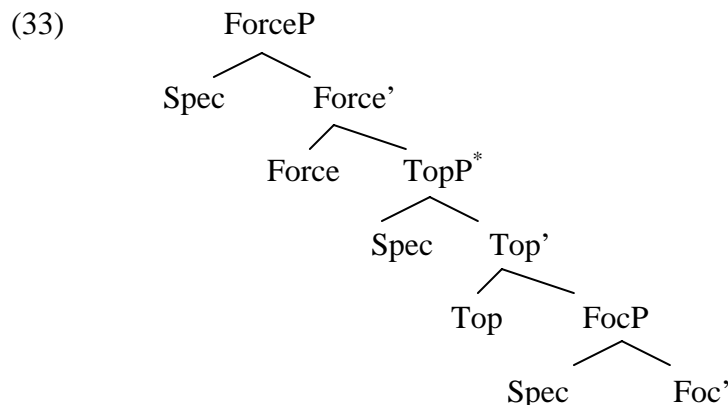 (33) ForceP
Spec Force’
Force TopP*
Spec Top’
Top FocP
Spec Foc’